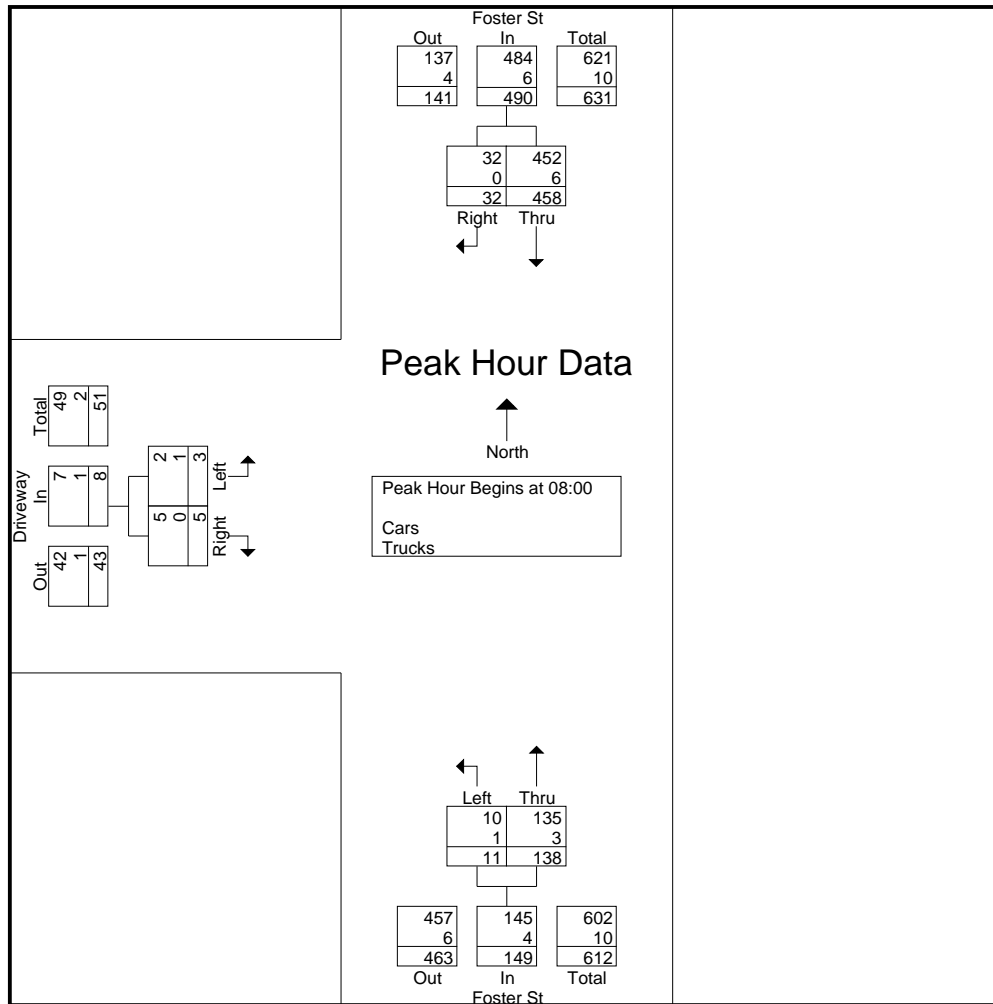 Foster St
Out In Total
137 484 621
4 6 10
141 490 631
32 452
0 6
32 458
Right Thru
Peak Hour Data
North
Peak Hour Begins at 08:00
Cars
Trucks
Driveway
Total
49
2
51
In
7
1
8
Out
42
1
43
2
1
3
Left
5
0
5
Right
Left Thru
10 135
1 3
11 138
457 145 602
6 4 10
463 149 612
Out In Total
Foster St